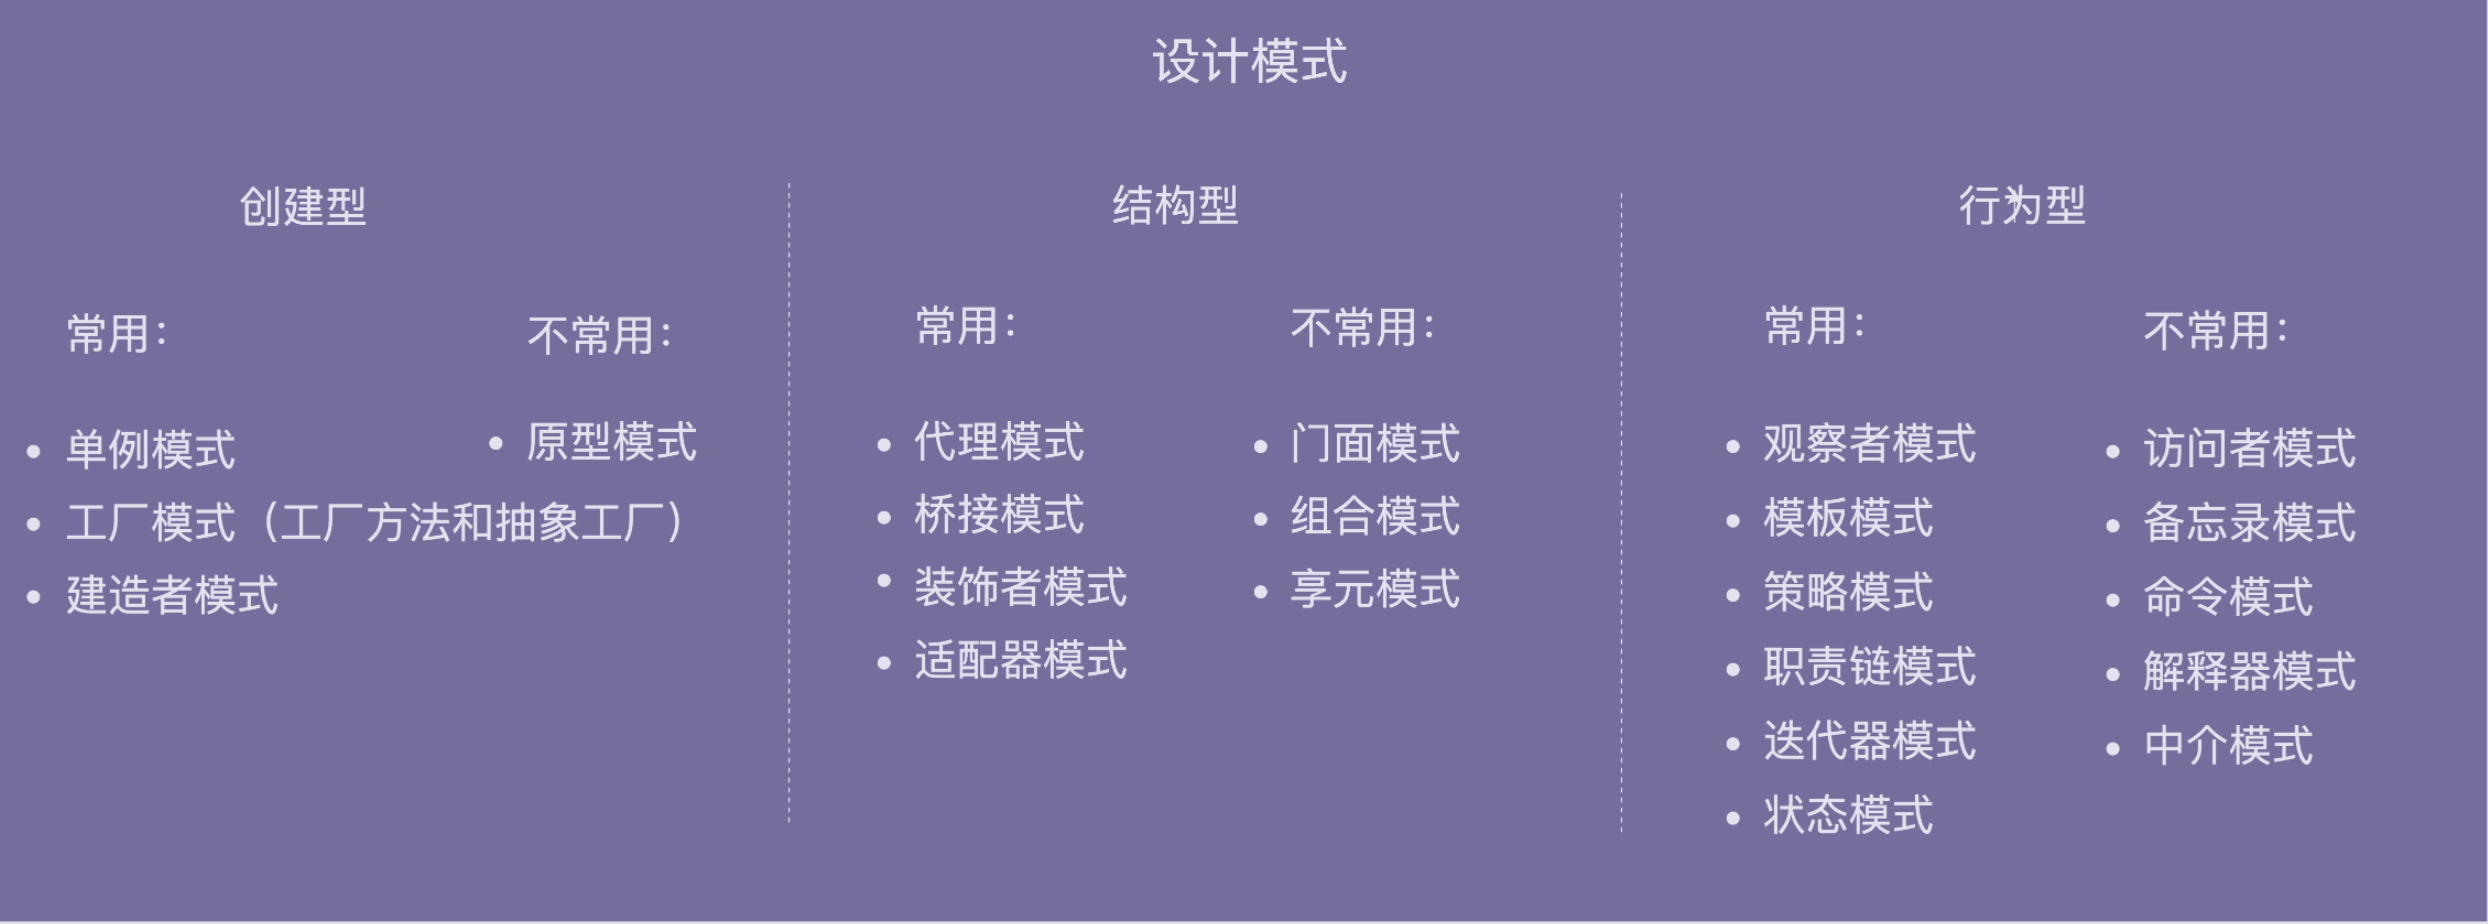 设计模式
创建型
常用：
• 单例模式
• 工厂模式（工厂方法和抽象工厂）
• 建造者模式
不常用：
• 原型模式
结构型
常用：
• 代理模式
• 桥接模式
• 装饰者模式
• 适配器模式
不常用：
• 门面模式
• 组合模式
• 享元模式
行为型
常用：
• 观察者模式
• 模板模式
• 策略模式
• 职责链模式
• 迭代器模式
• 状态模式
不常用：
• 访问者模式
• 备忘录模式
• 命令模式
• 解释器模式
• 中介模式